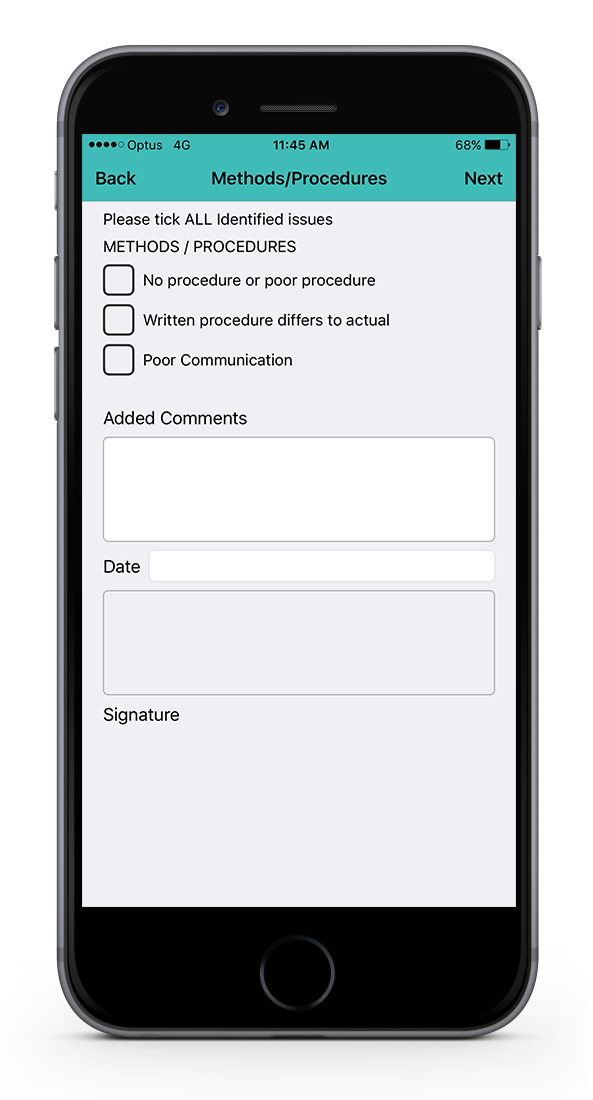 Optus 4G 11:45 AM 68%
Back Methods/Procedures Next
Please tick ALL Identified issues
METHODS / PROCEDURES
No procedure or poor procedure
Written procedure differs to actual
Poor Communication
Added Comments
Date
Signature